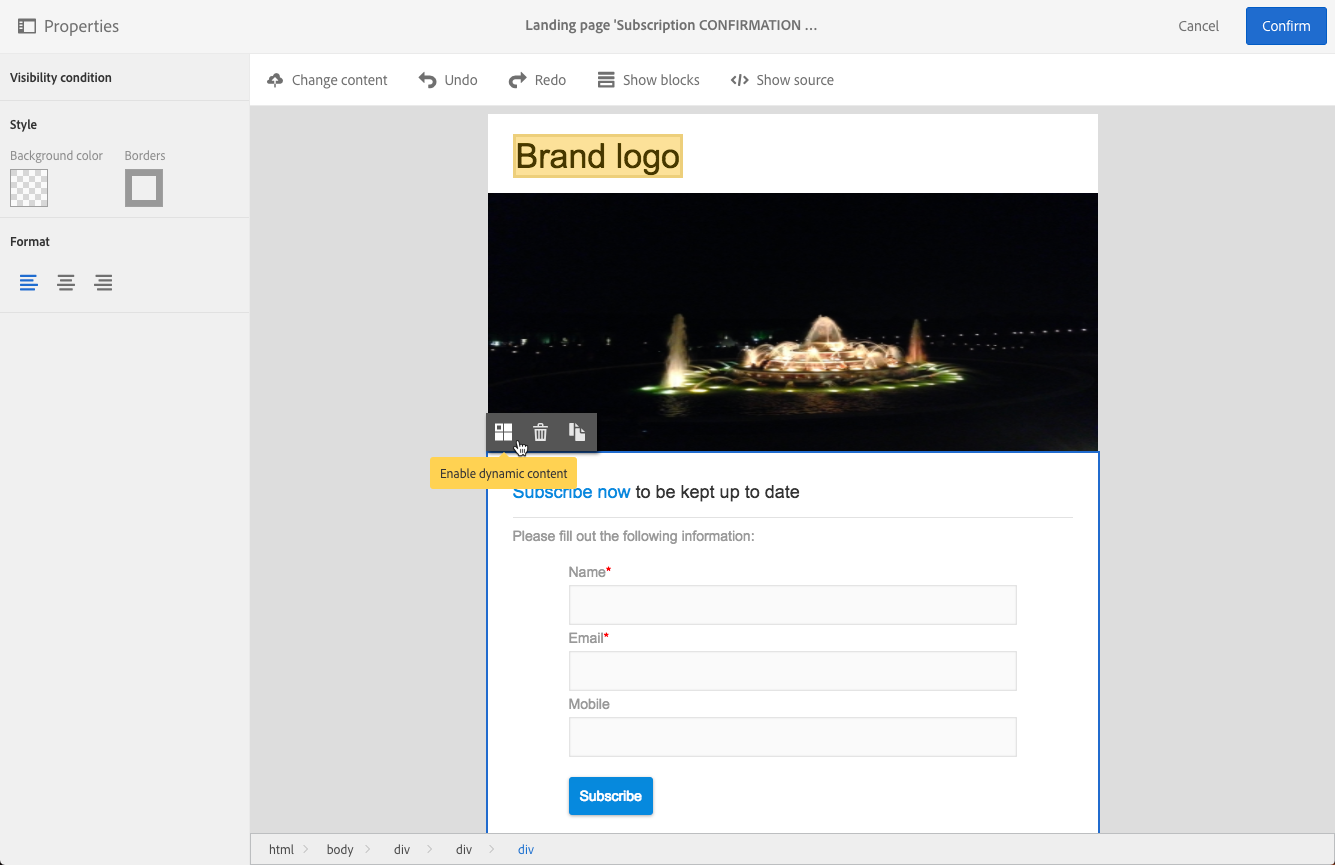 Properties
Landing page 'Subscription CONFIRMATION ...
Cancel
Confirm
Visibility condition
Style
Background color
Borders
Format
Change content
Undo
Redo
Show blocks
Show source
Brand logo
Enable dynamic content
Subscribe now to be kept up to date
Please fill out the following information:
Name*
Email*
Mobile
Subscribe
html
body
div
div
div